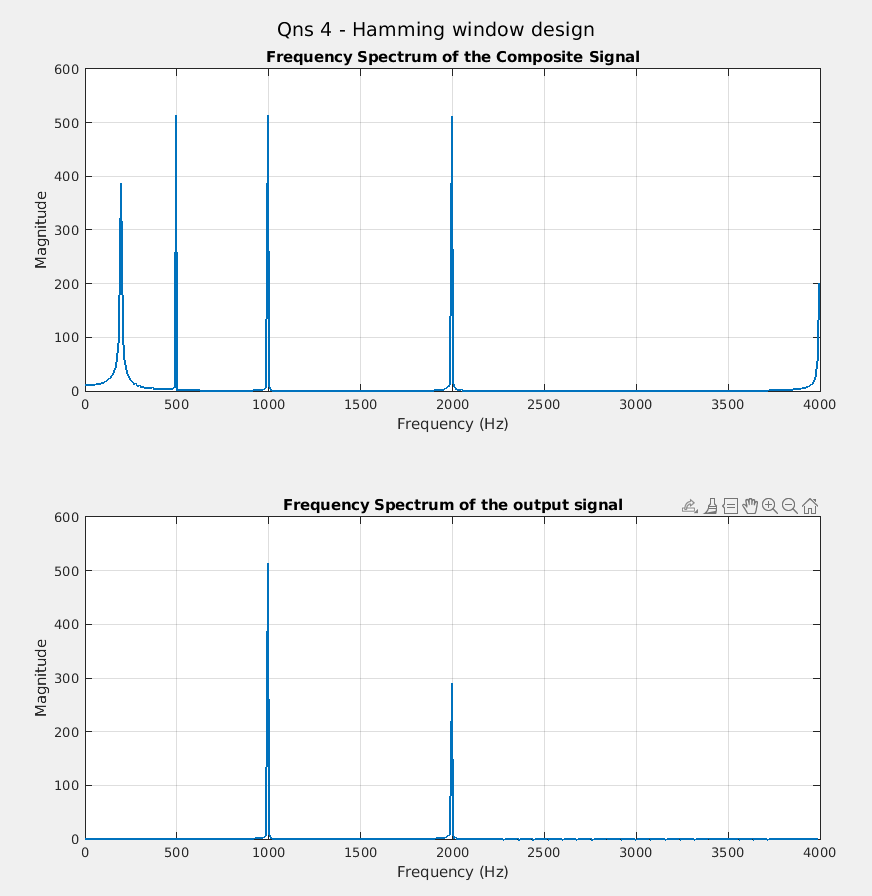 Qns 4 - Hamming window design
Frequency Spectrum of the Composite Signal
600
500
400
300
200
100
0
Magnitude
0 500 1000 1500 2000 2500 3000 3500 4000
Frequency (Hz)
Frequency Spectrum of the output signal
600
500
400
300
200
100
0
Magnitude
0 500 1000 1500 2000 2500 3000 3500 4000
Frequency (Hz)